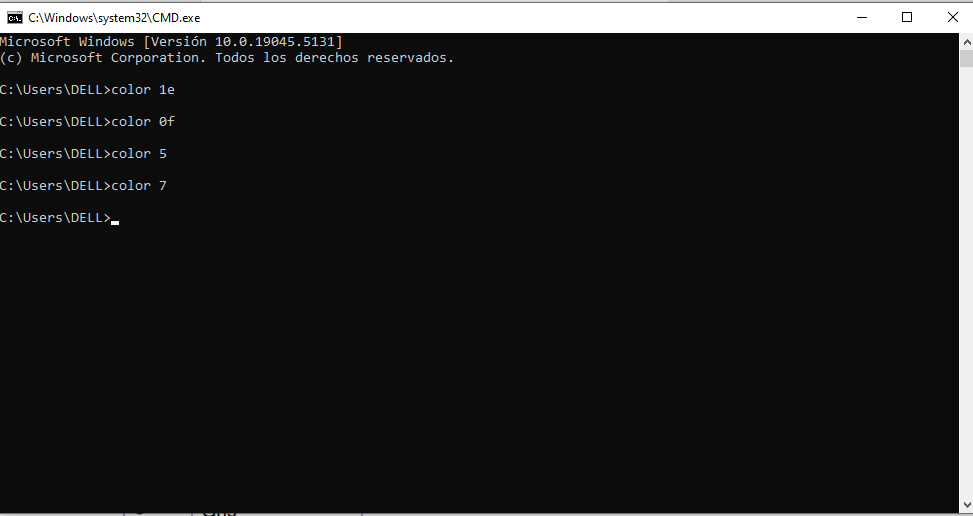 C:\Windows\system32\CMD.exe
Microsoft Windows [Versión 10.0.19045.5131]
(c) Microsoft Corporation. Todos los derechos reservados.
C:\Users\DELL>color 1e
C:\Users\DELL>color 0f
C:\Users\DELL>color 5
C:\Users\DELL>color 7
C:\Users\DELL>